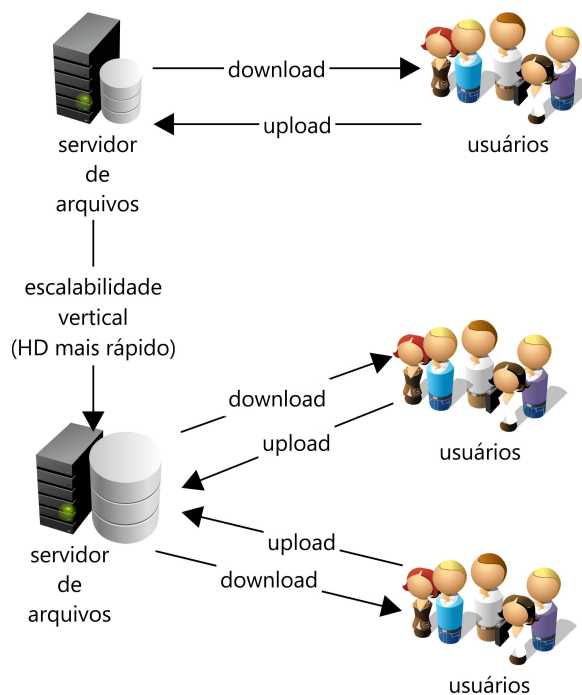 download
upload
servidor
de
arquivos
usuários
escalabilidade
vertical
(HD mais rápido)
download
upload
usuários
servidor
de
arquivos
upload
download
usuários